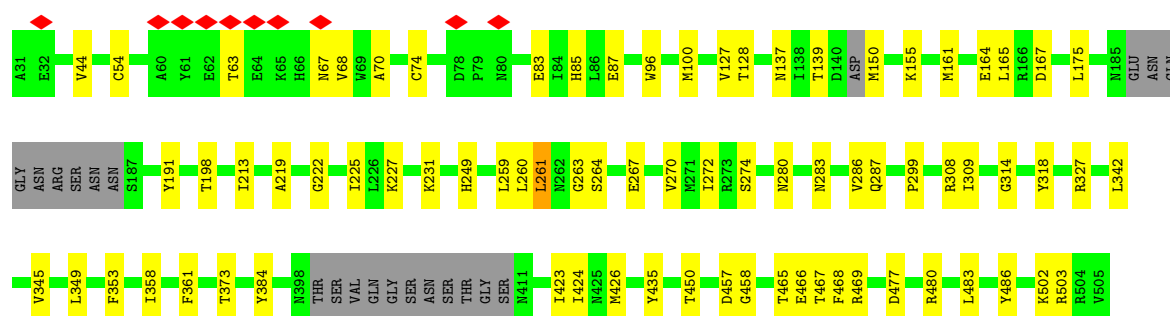 A31 E32 V44 C54 A60 Y61 E62 T63 E64 K65 H66 N67 V68 W69 A70 C74 D78 P79 N80 E83 I84 H85 L86 E87 W96 M100 V127 T128 N137 I138 T139 D140 ASP M150 K155 M161 E164 L165 R166 D167 L175 N185 GLU ASN GLN
GLY ASN ARG SER ASN ASN S187 Y191 T198 I213 A219 G222 I225 L226 K227 K231 H249 L259 L260 L261 N262 G263 S264 E267 V270 M271 I272 R273 S274 N280 N283 V286 Q287 P299 R308 I309 G314 Y318 R327 L342
V345 L349 F353 I358 F361 T373 Y384 N398 THR SER VAL GLN GLY SER ASN SER THR GLY SER N411 I423 I424 N425 M426 Y435 T450 D457 G458 T465 E466 T467 F468 R469 D477 R480 L483 Y486 K502 R503 R504 V505